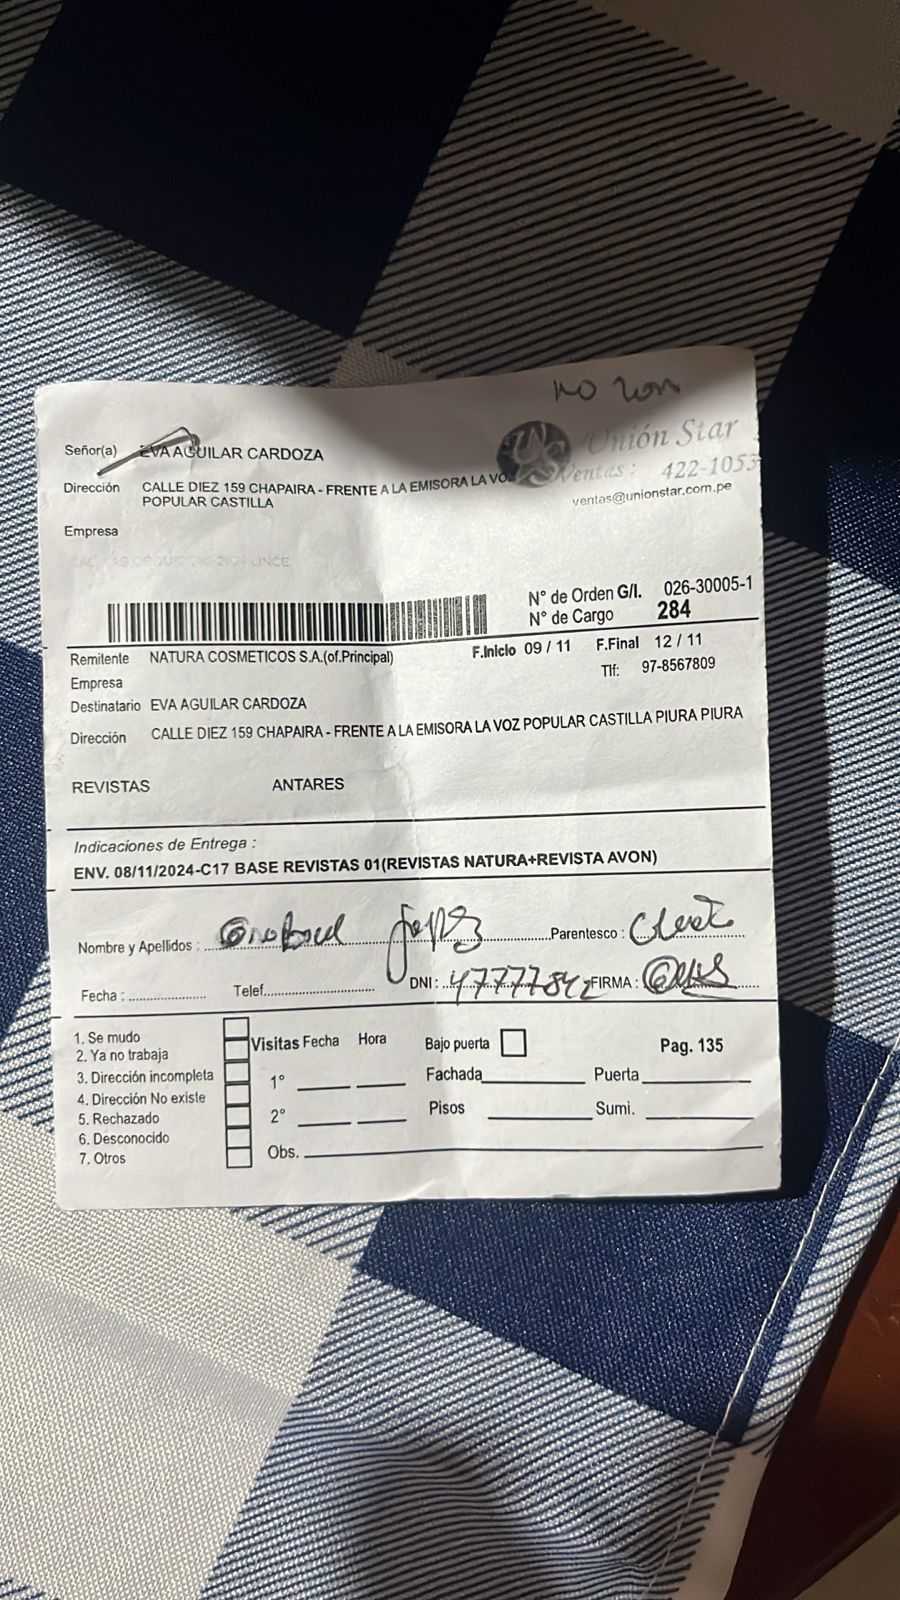 Señor(a) EVA AGUILAR CARDOZA
Unión Star
Ventas : 422-1053
ventas@unionstar.com.pe
Dirección CALLE DIEZ 159 CHAPAIRA - FRENTE A LA EMISORA LA VOZ
POPULAR CASTILLA
Empresa
N° de Orden G/I. 026-30005-1
N° de Cargo 284
Remitente NATURA COSMETICOS S.A.(of.Principal) F.Inicio 09 / 11 F.Final 12 / 11
Empresa Tlf: 97-8567809
Destinatario EVA AGUILAR CARDOZA
Dirección CALLE DIEZ 159 CHAPAIRA - FRENTE A LA EMISORA LA VOZ POPULAR CASTILLA PIURA PIURA
REVISTAS ANTARES
Indicaciones de Entrega :
ENV. 08/11/2024-C17 BASE REVISTAS 01(REVISTAS NATURA+REVISTA AVON)
Nombre y Apellidos : Parentesco :
Fecha : Telef. DNI : 47777842 FIRMA :
1. Se mudo
2. Ya no trabaja
3. Dirección incompleta
4. Dirección No existe
5. Rechazado
6. Desconocido
7. Otros
Visitas Fecha Hora
1°
2°
Obs.
Bajo puerta Pag. 135
Fachada Puerta
Pisos Sumi.